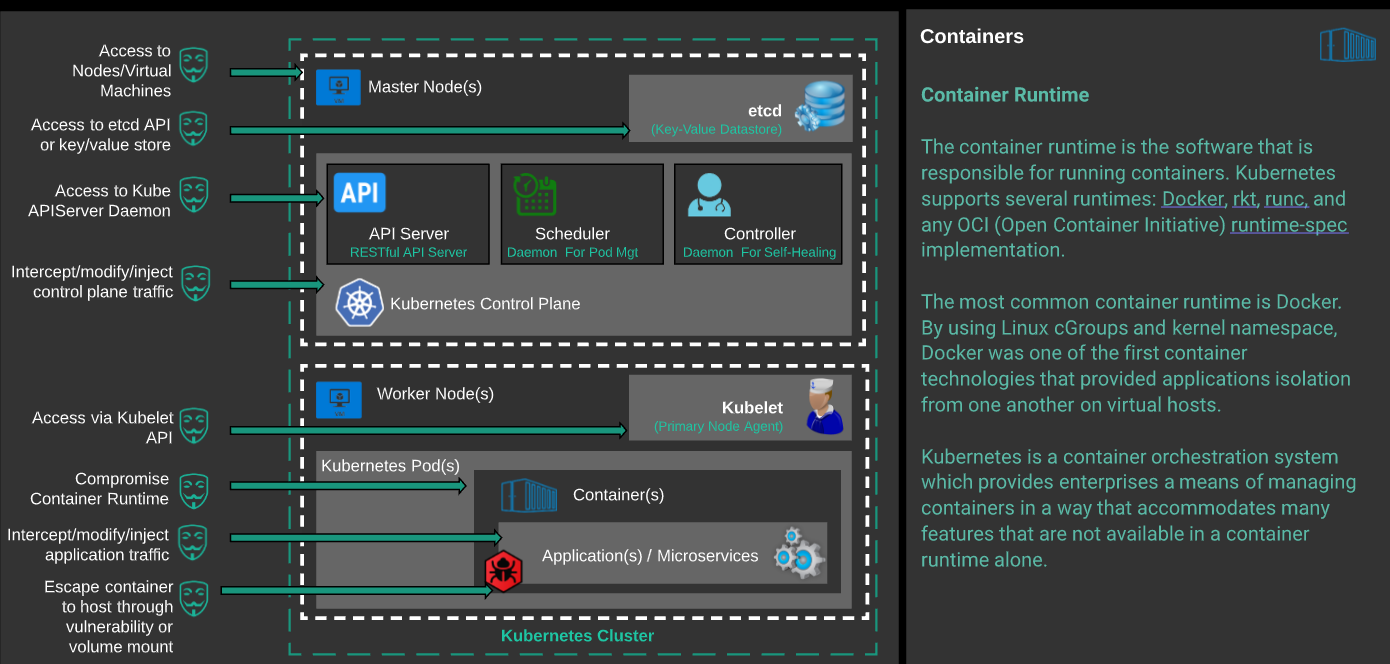 Access to
Nodes/Virtual
Machines
Access to etcd API
or key/value store
Access to Kube
APIServer Daemon
Intercept/modify/inject
control plane traffic
Access via Kubelet
API
Compromise
Container Runtime
Intercept/modify/inject
application traffic
Escape container
to host through
vulnerability or
volume mount
Master Node(s)
etcd
(Key-Value Datastore)
API
API Server
RESTful API Server
Scheduler
Daemon For Pod Mgt
Controller
Daemon For Self-Healing
Kubernetes Control Plane
Worker Node(s)
Kubelet
(Primary Node Agent)
Kubernetes Pod(s)
Container(s)
Application(s) / Microservices
Kubernetes Cluster
Containers
Container Runtime
The container runtime is the software that is
responsible for running containers. Kubernetes
supports several runtimes: Docker, rkt, runc, and
any OCI (Open Container Initiative) runtime-spec
implementation.
The most common container runtime is Docker.
By using Linux cGroups and kernel namespace,
Docker was one of the first container
technologies that provided applications isolation
from one another on virtual hosts.
Kubernetes is a container orchestration system
which provides enterprises a means of managing
containers in a way that accommodates many
features that are not available in a container
runtime alone.